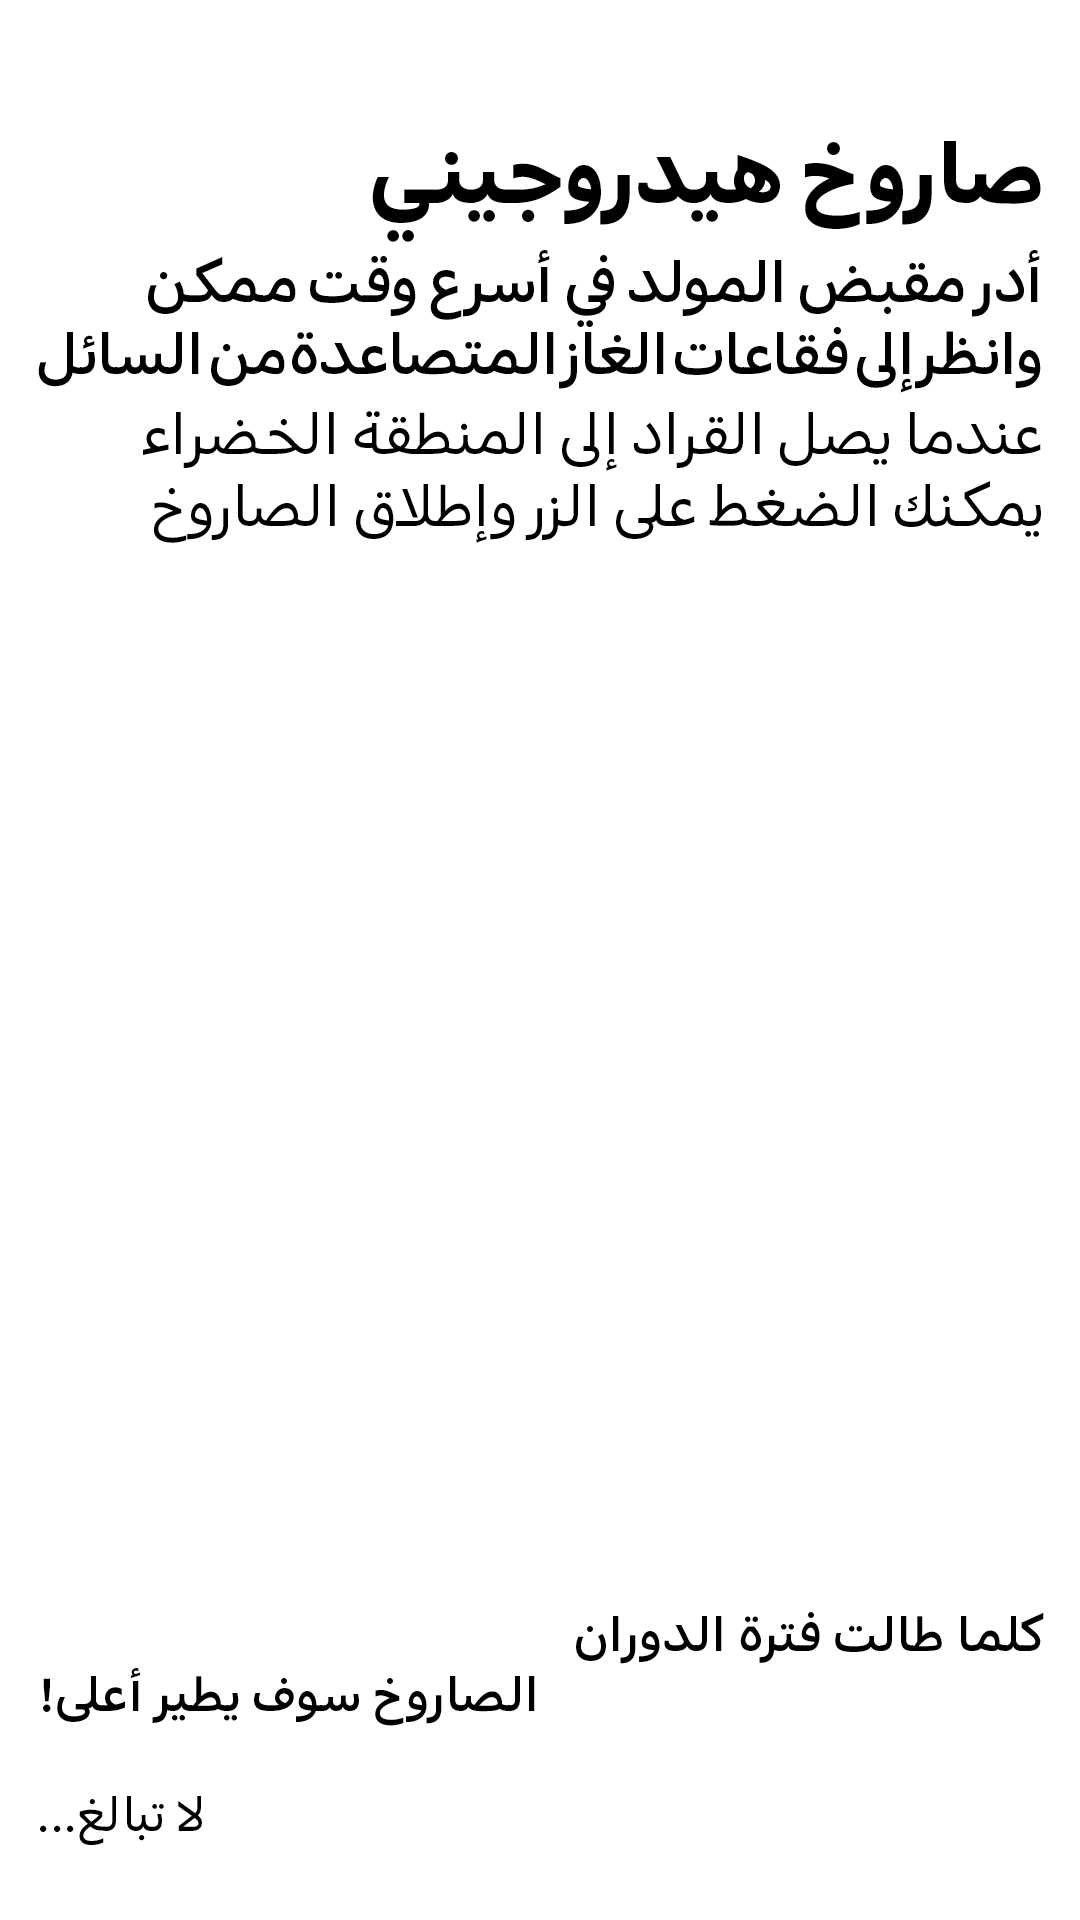 صاروخ هيدروجيني
أدر مقبض المولد في أسرع وقت ممكن
وانظر إلى فقاعات الغاز المتصاعدة من السائل
عندما يصل القراد إلى المنطقة الخضراء
يمكنك الضغط على الزر وإطلاق الصاروخ
كلما طالت فترة الدوران
الصاروخ سوف يطير أعلى!
لا تبالغ...